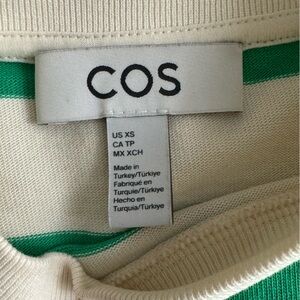 COS
US XS
CA TP
MX XCH
Made in
Turkey/Türkiye
Fabriqué en
Turquie/Türkiye
Hecho en
Turquía/Türkiye